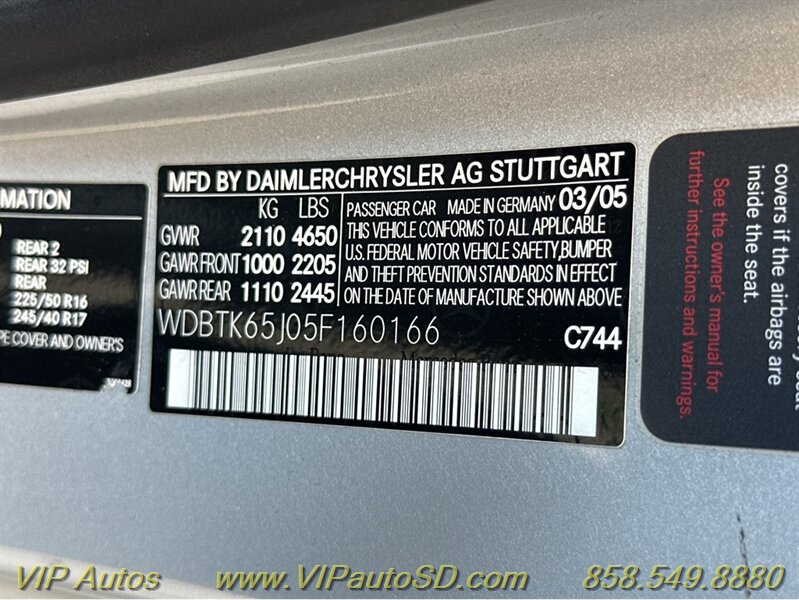 RMATION
REAR 2
REAR 32 PSI
REAR
225/50 R16
245/40 R17
PE COVER AND OWNER'S
MFD BY DAIMLERCHRYSLER AG STUTTGART
KG LBS
GVWR 2110 4650
GAWR FRONT 1000 2205
GAWR REAR 1110 2445
PASSENGER CAR MADE IN GERMANY 03/05
THIS VEHICLE CONFORMS TO ALL APPLICABLE
U.S. FEDERAL MOTOR VEHICLE SAFETY,BUMPER
AND THEFT PREVENTION STANDARDS IN EFFECT
ON DATE OF MANUFACTURE SHOWN ABOVE
WDBTK65J05F160166
C744
covers if the airbags are
inside the seat.
See the owner's manual for
further instructions and warnings.
VIP Autos www.VIPautoSD.com 858.549.8880